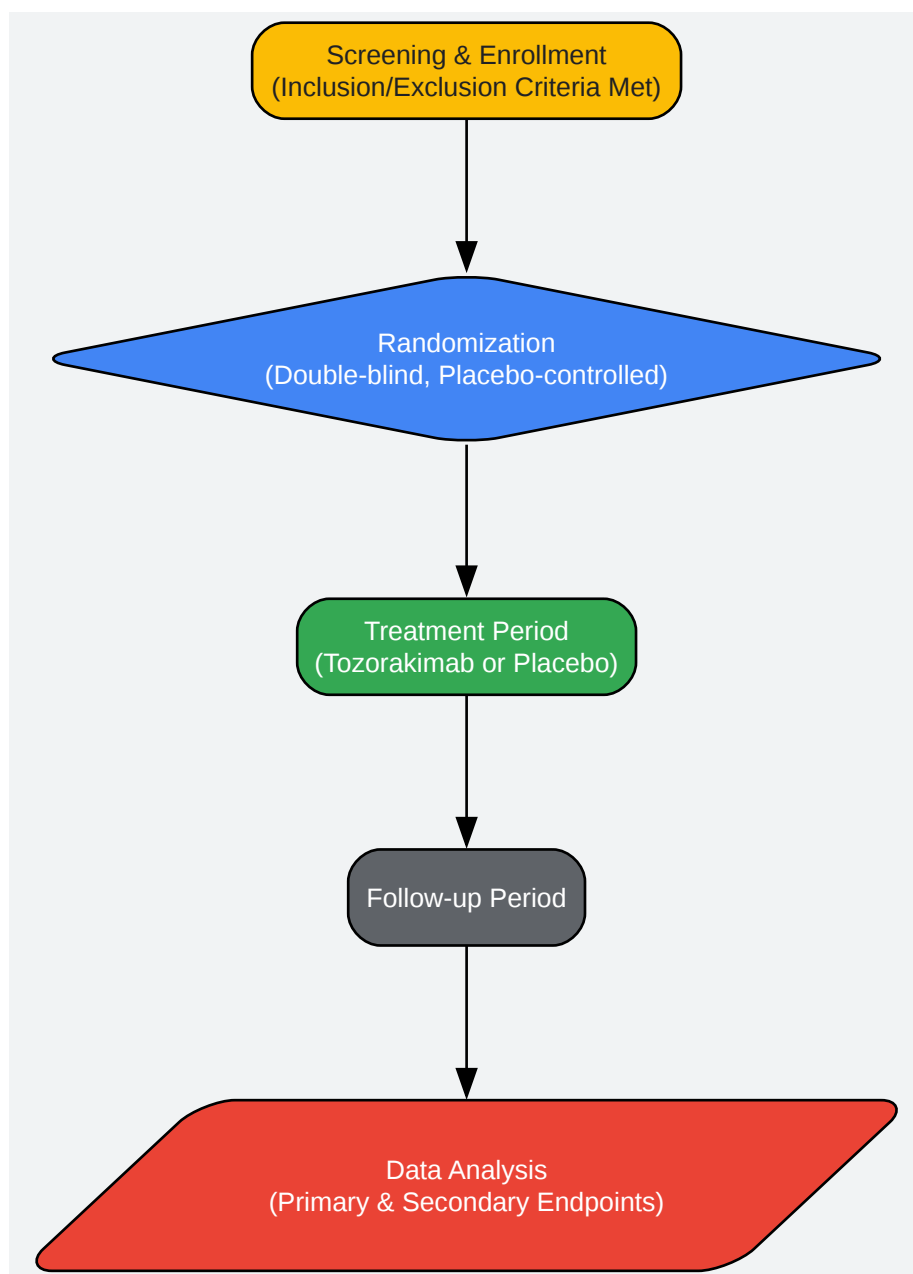 Screening & Enrollment
(Inclusion/Exclusion Criteria Met)
Randomization
(Double-blind, Placebo-controlled)
Treatment Period
(Tozorakimab or Placebo)
Follow-up Period
Data Analysis
(Primary & Secondary Endpoints)